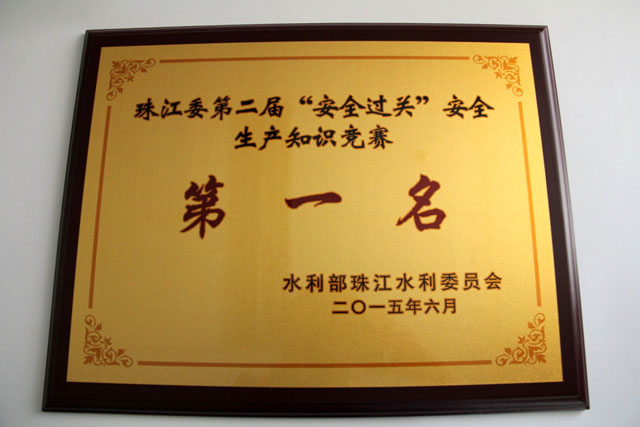 珠江委第二届“安全过关”安全
生产知识竞赛
第一名
水利部珠江水利委员会
二〇一五年六月